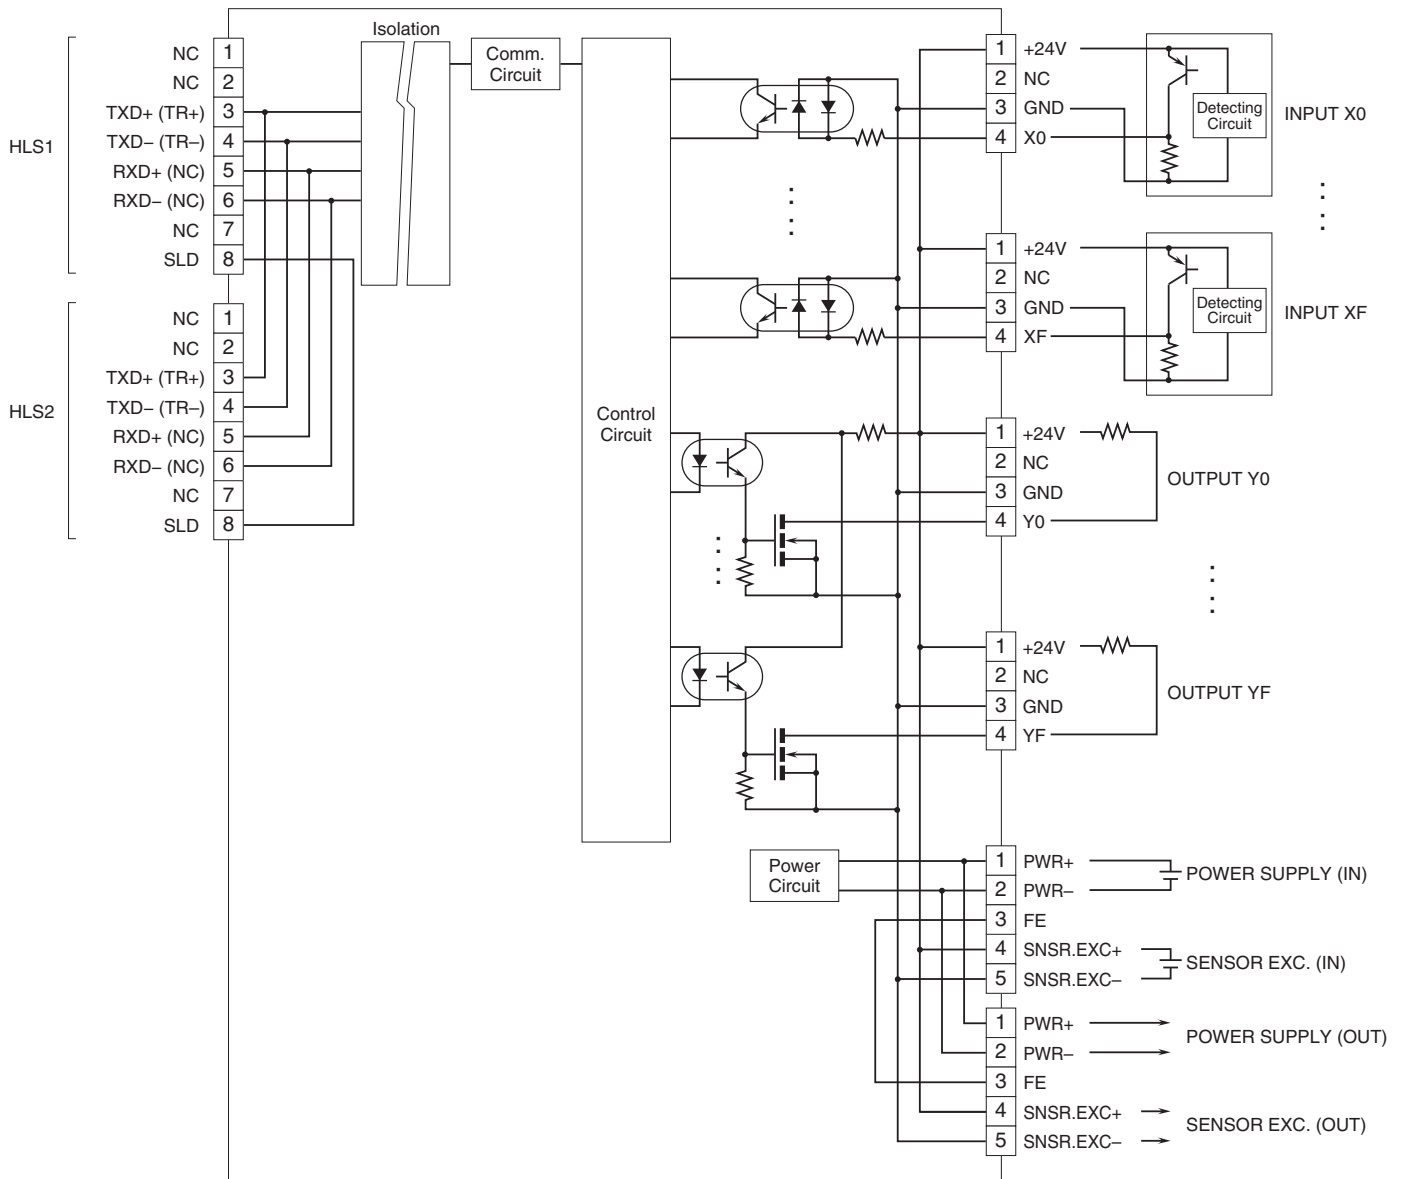 Isolation
Comm.
Circuit
Control
Circuit
HLS1
NC 1
NC 2
TXD+ (TR+) 3
TXD− (TR−) 4
RXD+ (NC) 5
RXD− (NC) 6
NC 7
SLD 8
HLS2
NC 1
NC 2
TXD+ (TR+) 3
TXD− (TR−) 4
RXD+ (NC) 5
RXD− (NC) 6
NC 7
SLD 8
1 +24V
2 NC
3 GND
4 X0
Detecting
Circuit
INPUT X0
1 +24V
2 NC
3 GND
4 XF
Detecting
Circuit
INPUT XF
1 +24V
2 NC
3 GND
4 Y0
OUTPUT Y0
1 +24V
2 NC
3 GND
4 YF
OUTPUT YF
Power
Circuit
1 PWR+
2 PWR−
POWER SUPPLY (IN)
3 FE
4 SNSR.EXC+
5 SNSR.EXC−
SENSOR EXC. (IN)
1 PWR+
2 PWR−
POWER SUPPLY (OUT)
3 FE
4 SNSR.EXC+
5 SNSR.EXC−
SENSOR EXC. (OUT)